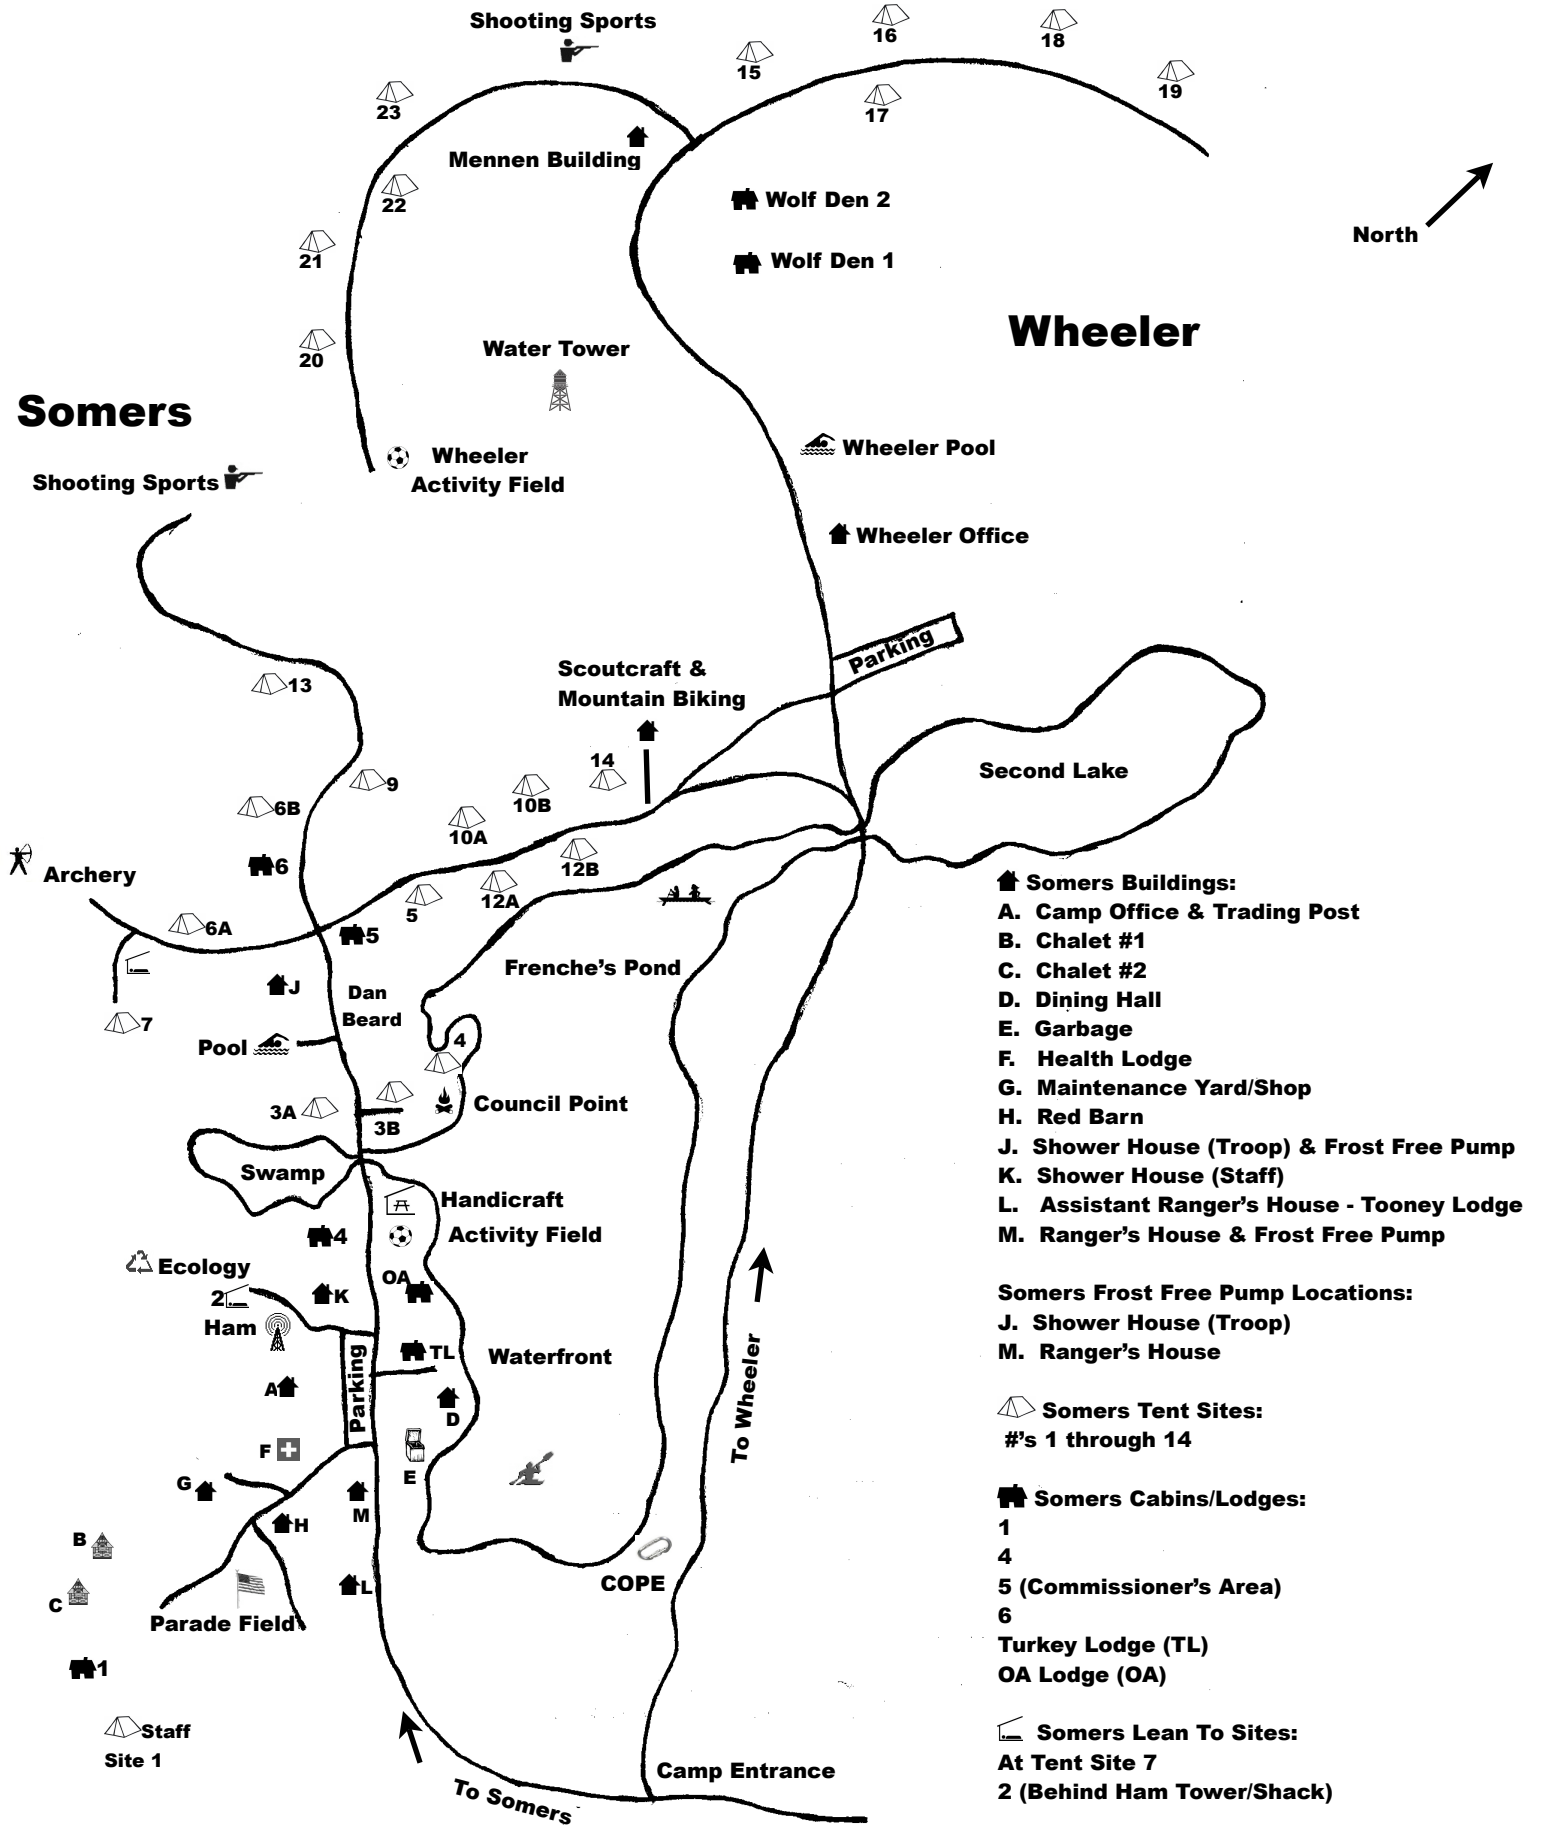 Shooting Sports
16
18
15
19
23
17
Mennen Building
22
Wolf Den 2
North
21
Wolf Den 1
Wheeler
Water Tower
20
Somers
Wheeler Pool
Wheeler
Activity Field
Shooting Sports
Wheeler Office
Parking
Scoutcraft &
Mountain Biking
13
14
Second Lake
9
6B
10B
10A
6
12B
Archery
5
12A
6A
5
Frenche's Pond
J
Dan
Beard
7
Pool
4
3A
Council Point
3B
Swamp
Handicraft
4
Activity Field
Ecology
OA
2
K
Ham
TL
Waterfront
Parking
To Wheeler
A
D
F
E
G
M
H
B
L
COPE
C
Parade Field
1
Staff
Site 1
Camp Entrance
To Somers
Somers Buildings:
A. Camp Office & Trading Post
B. Chalet #1
C. Chalet #2
D. Dining Hall
E. Garbage
F. Health Lodge
G. Maintenance Yard/Shop
H. Red Barn
J. Shower House (Troop) & Frost Free Pump
K. Shower House (Staff)
L. Assistant Ranger's House - Tooney Lodge
M. Ranger's House & Frost Free Pump
Somers Frost Free Pump Locations:
J. Shower House (Troop)
M. Ranger's House
Somers Tent Sites:
#'s 1 through 14
Somers Cabins/Lodges:
1
4
5 (Commissioner's Area)
6
Turkey Lodge (TL)
OA Lodge (OA)
Somers Lean To Sites:
At Tent Site 7
2 (Behind Ham Tower/Shack)